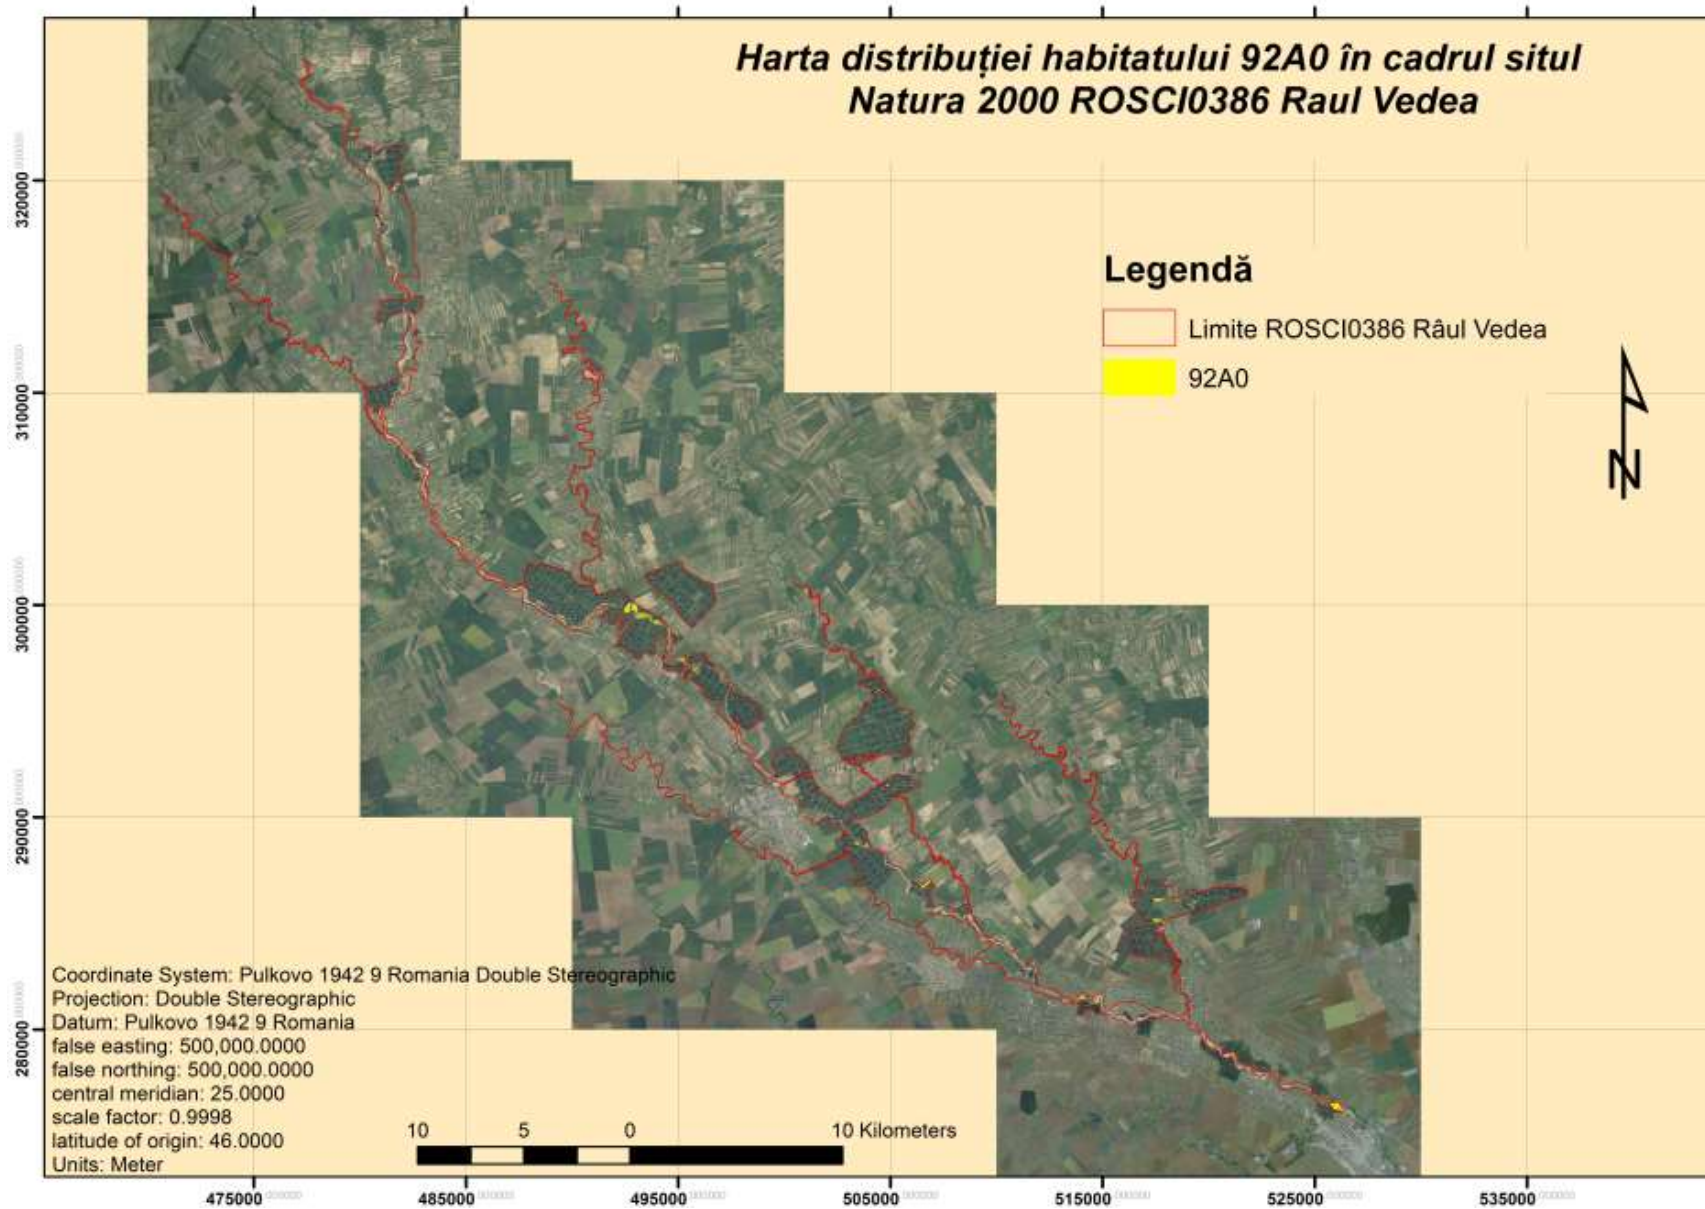 Harta distribuției habitatului 92A0 în cadrul situl
Natura 2000 ROSCI0386 Raul Vedea
Legendă
Limite ROSCI0386 Râul Vedea
92A0
N
320000
310000
300000
290000
280000
Coordinate System: Pulkovo 1942 9 Romania Double Stereographic
Projection: Double Stereographic
Datum: Pulkovo 1942 9 Romania
false easting: 500,000.0000
false northing: 500,000.0000
central meridian: 25.0000
scale factor: 0.9998
latitude of origin: 46.0000
Units: Meter
10 5 0 10 Kilometers
475000 485000 495000 505000 515000 525000 535000